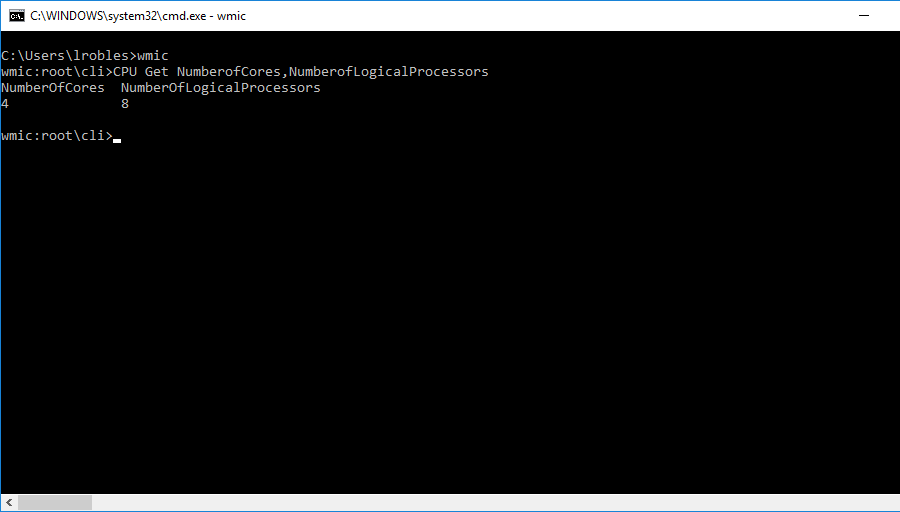 C:\WINDOWS\system32\cmd.exe - wmic
C:\Users\lrobles>wmic
wmic:root\cli>CPU Get NumberofCores,NumberofLogicalProcessors
NumberOfCores  NumberOfLogicalProcessors
4              8
wmic:root\cli>